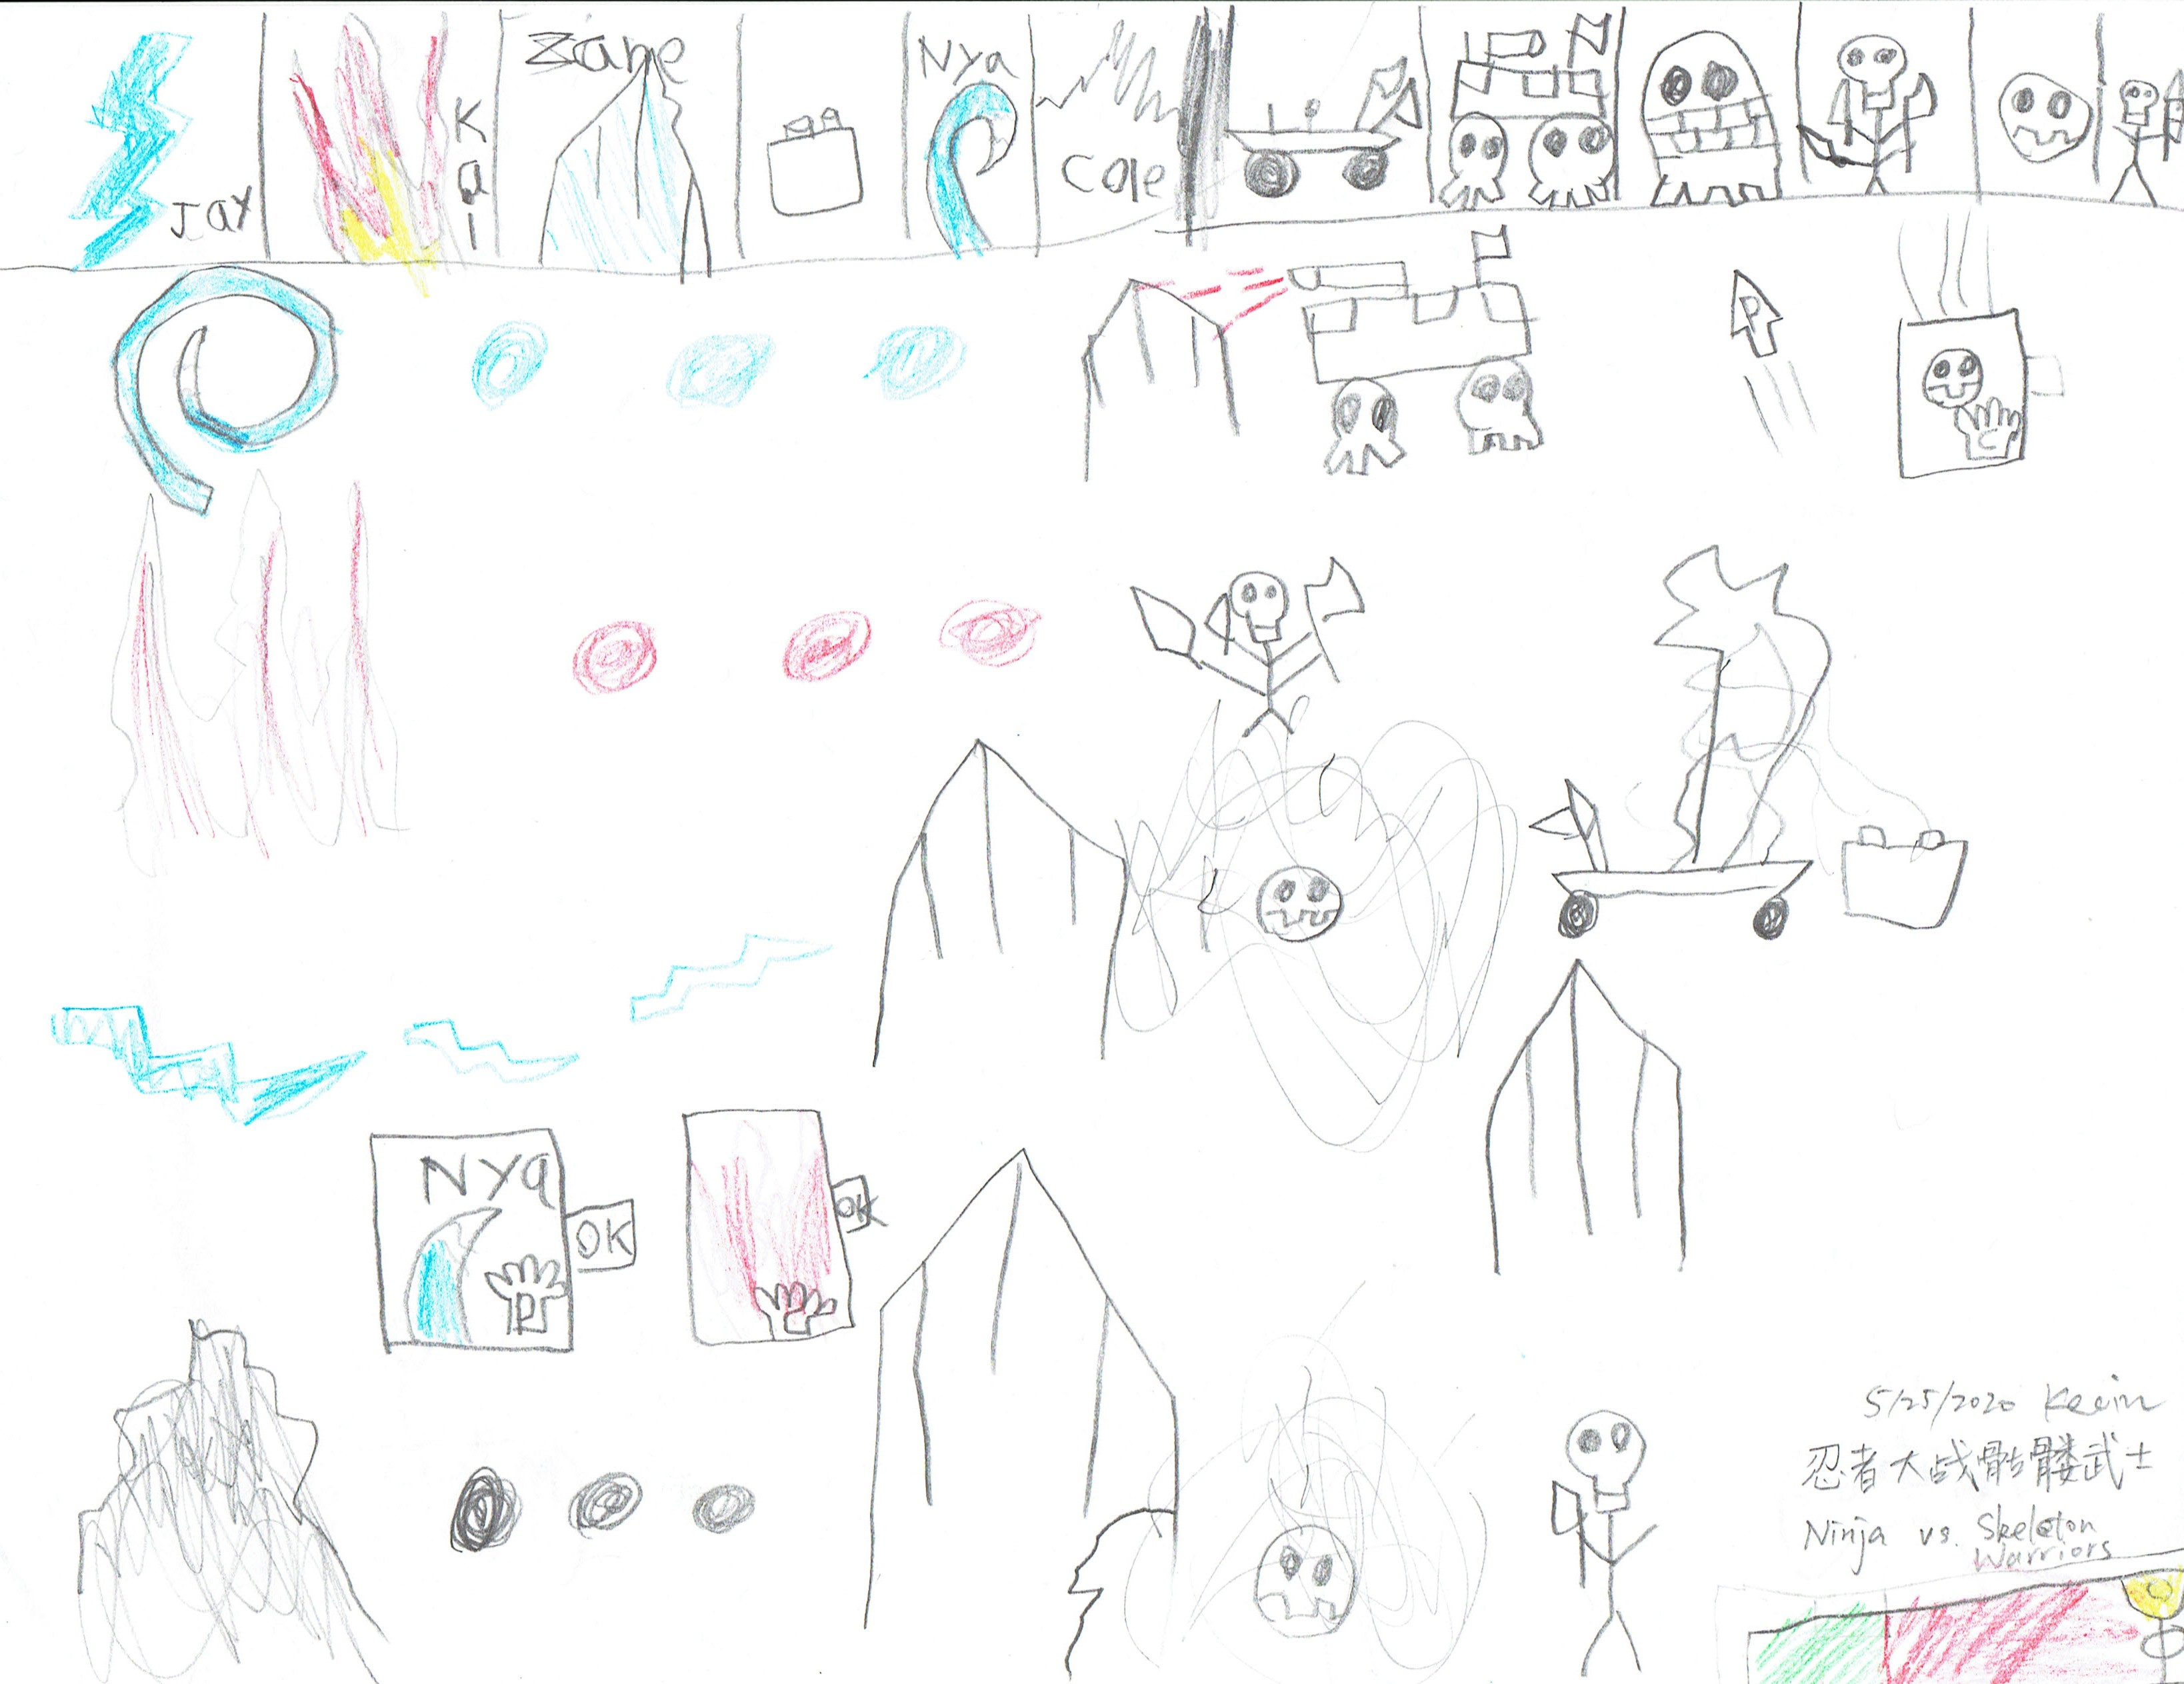 Jay
Kai
Zane
Nya
Cole
P
C
Nya
OK
P
OK
5/25/2020 Kevin
忍者大战骷髅武士
Ninja vs. Skeleton
Warriors